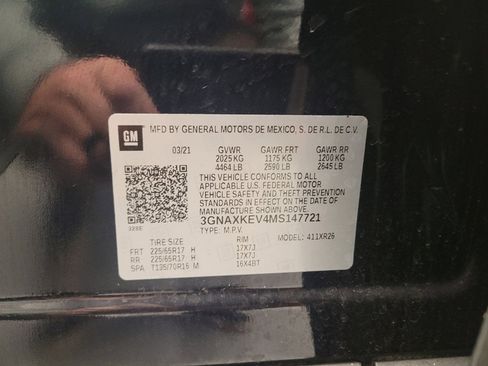 GM MFD BY GENERAL MOTORS DE MEXICO, S. DE R.L. DE C.V.
03/21 GVWR GAWR FRT GAWR RR
2025 KG 1175 KG 1200 KG
4464 LB 2590 LB 2645 LB
THIS VEHICLE CONFORMS TO ALL
APPLICABLE U.S. FEDERAL MOTOR
VEHICLE SAFETY AND THEFT PREVENTION
STANDARDS IN EFFECT ON THE DATE OF
MANUFACTURE SHOWN ABOVE.
3GNAXKEV4MS147721
TYPE: M.P.V. MODEL: 411XR26
TIRE SIZE RIM
FRT 225/65R17 H 17X7J
RR 225/65R17 H 17X7J
SPA T135/70R16 M 16X4BT